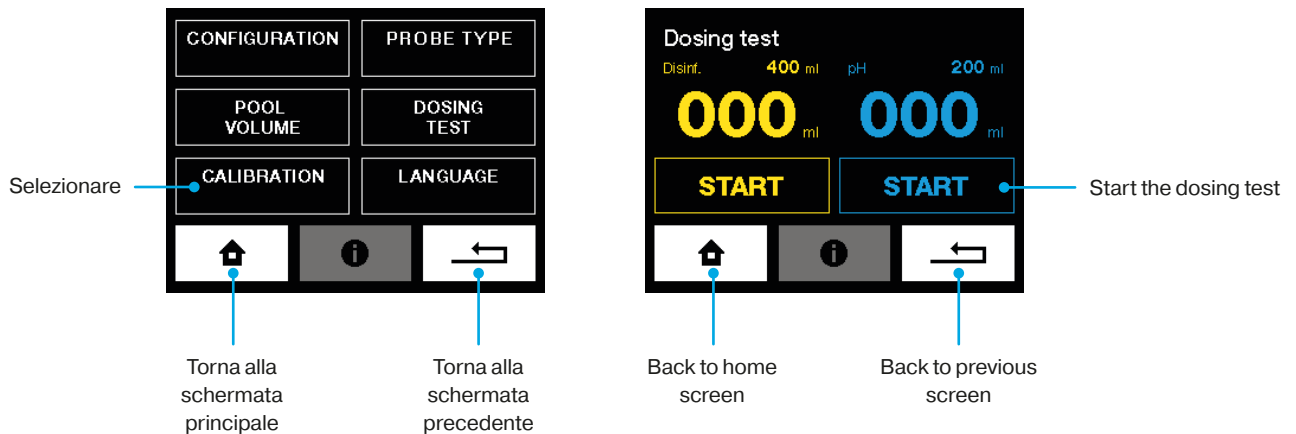 CONFIGURATION
PROBE TYPE
POOL
VOLUME
DOSING
TEST
CALIBRATION
LANGUAGE
Selezionare
Torna alla
schermata
principale
Torna alla
schermata
precedente
Dosing test
Disinf. 400 ml
pH 200 ml
000 ml
000 ml
START
START
Start the dosing test
Back to home
screen
Back to previous
screen